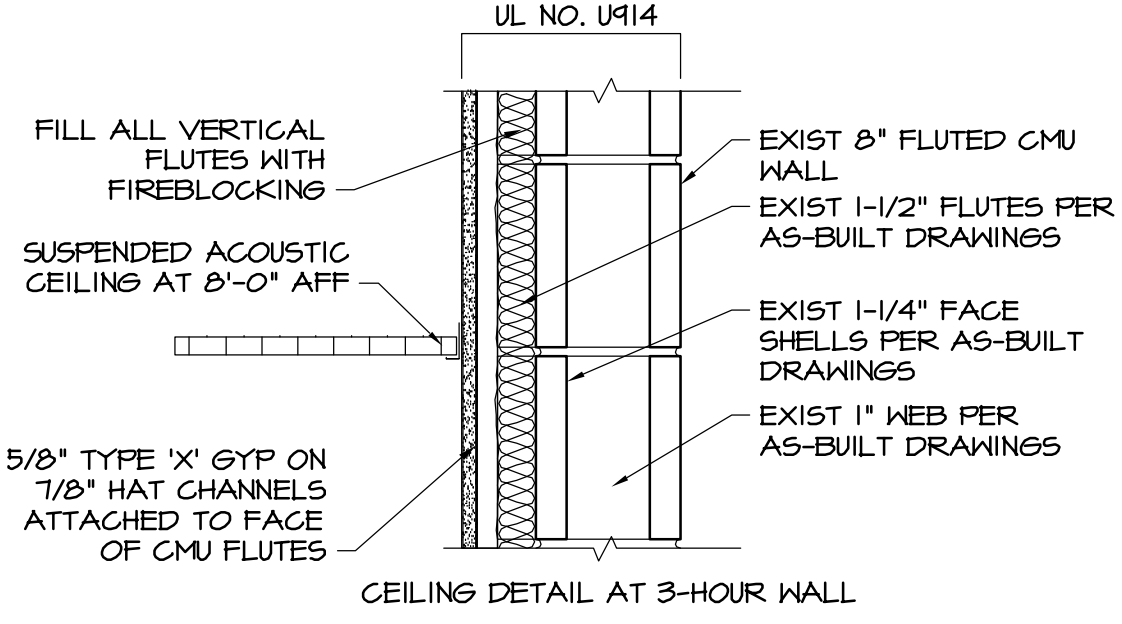 UL NO. U914
FILL ALL VERTICAL
FLUTES WITH
FIREBLOCKING
SUSPENDED ACOUSTIC
CEILING AT 8'-0" AFF
5/8" TYPE 'X' GYP ON
7/8" HAT CHANNELS
ATTACHED TO FACE
OF CMU FLUTES
EXIST 8" FLUTED CMU
WALL
EXIST 1-1/2" FLUTES PER
AS-BUILT DRAWINGS
EXIST 1-1/4" FACE
SHELLS PER AS-BUILT
DRAWINGS
EXIST 1" WEB PER
AS-BUILT DRAWINGS
CEILING DETAIL AT 3-HOUR WALL